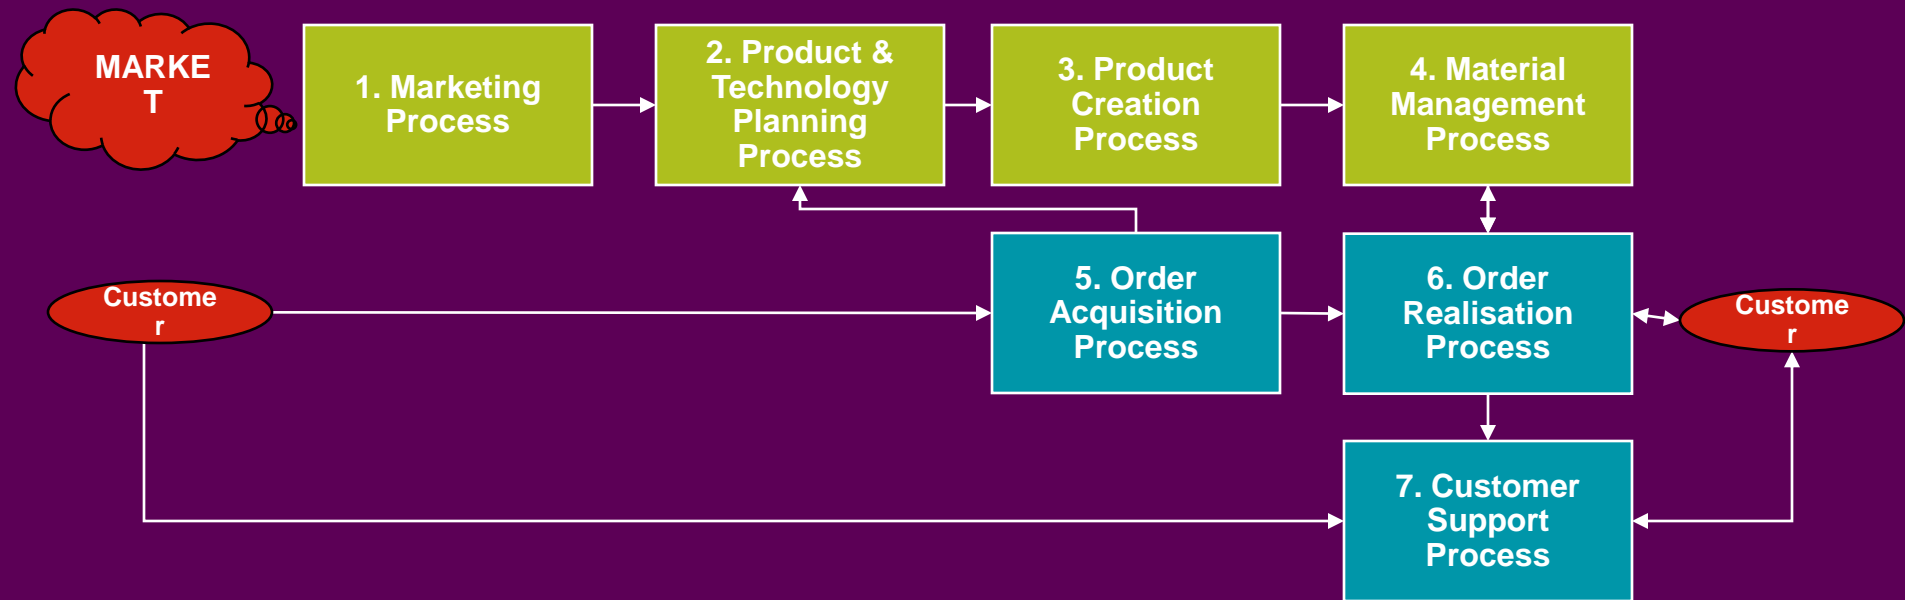 MARKE
T
1. Marketing
Process
2. Product &
Technology
Planning
Process
3. Product
Creation
Process
4. Material
Management
Process
Custome
r
5. Order
Acquisition
Process
6. Order
Realisation
Process
Custome
r
7. Customer
Support
Process